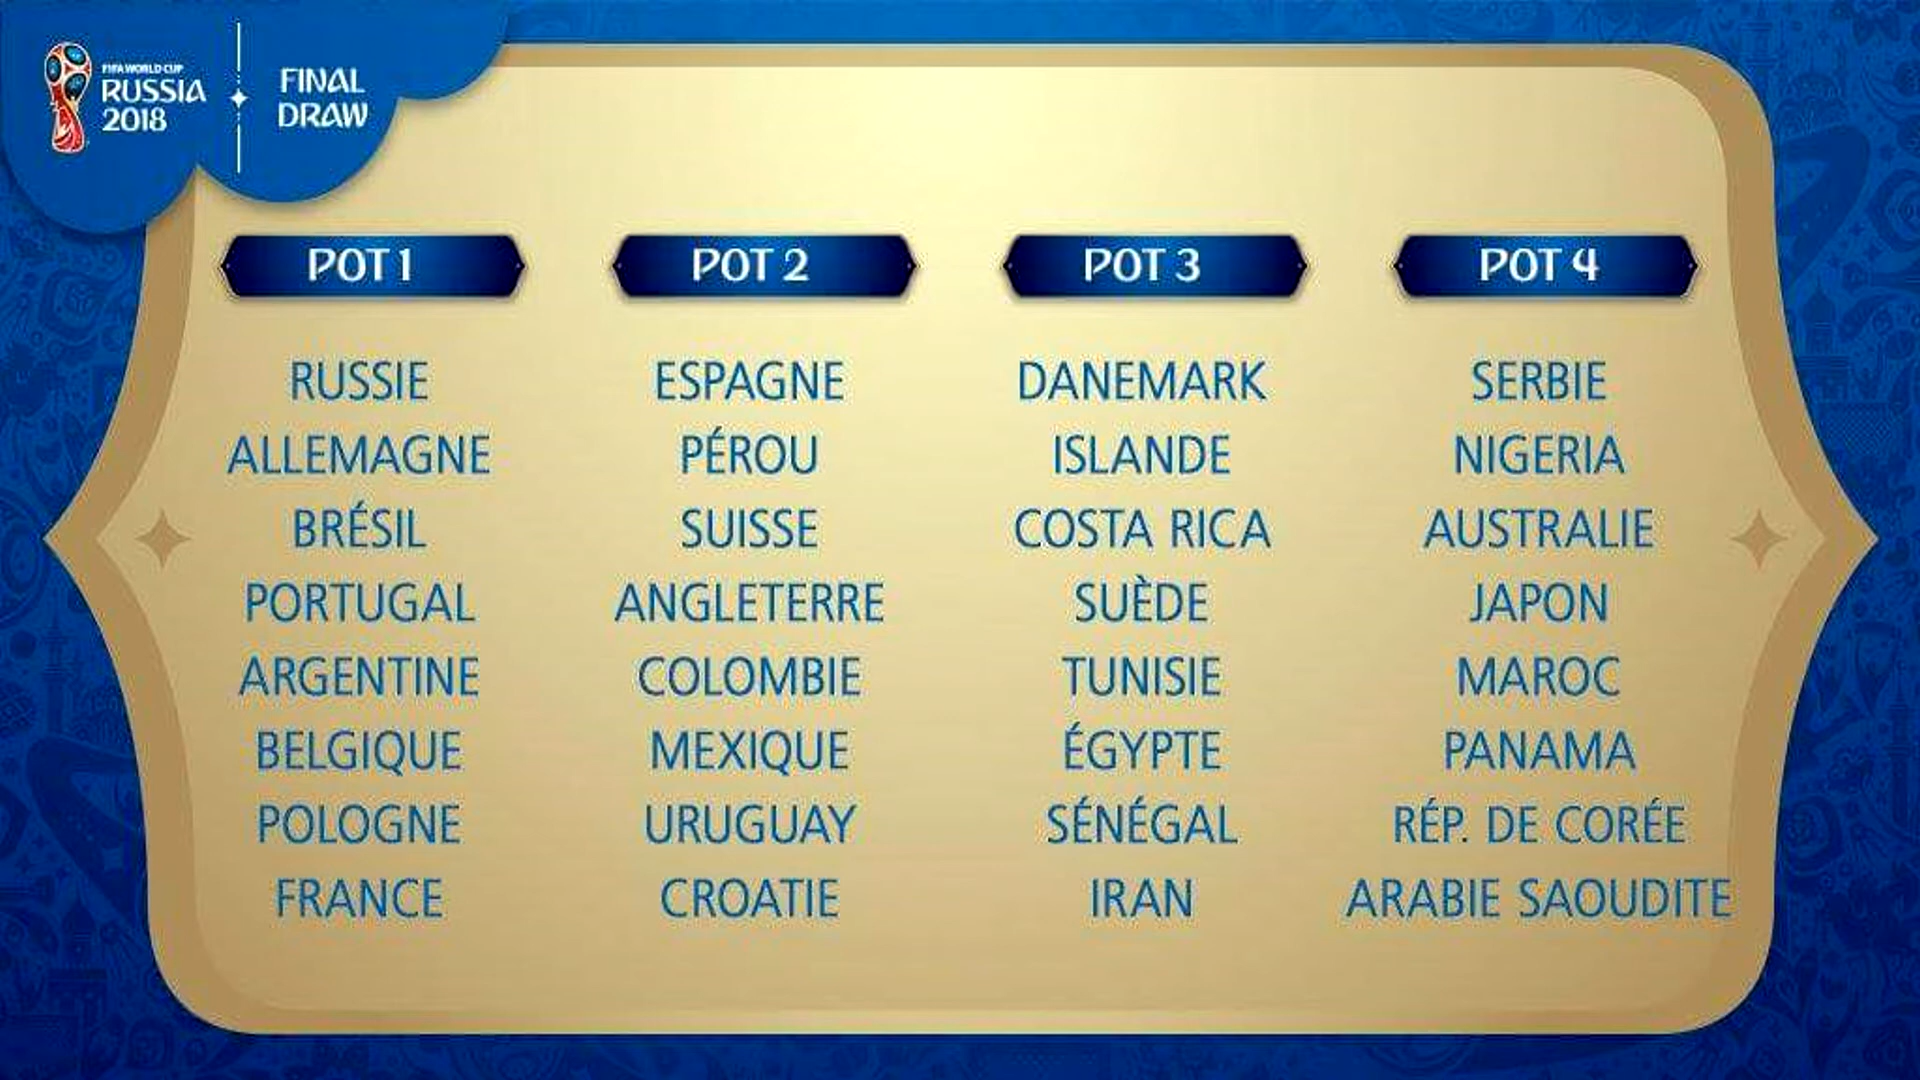 FIFA WORLD CUP
RUSSIA
2018
FINAL
DRAW
POT 1
RUSSIE
ALLEMAGNE
BRÉSIL
PORTUGAL
ARGENTINE
BELGIQUE
POLOGNE
FRANCE
POT 2
ESPAGNE
PÉROU
SUISSE
ANGLETERRE
COLOMBIE
MEXIQUE
URUGUAY
CROATIE
POT 3
DANEMARK
ISLANDE
COSTA RICA
SUÈDE
TUNISIE
ÉGYPTE
SÉNÉGAL
IRAN
POT 4
SERBIE
NIGERIA
AUSTRALIE
JAPON
MAROC
PANAMA
RÉP. DE CORÉE
ARABIE SAOUDITE